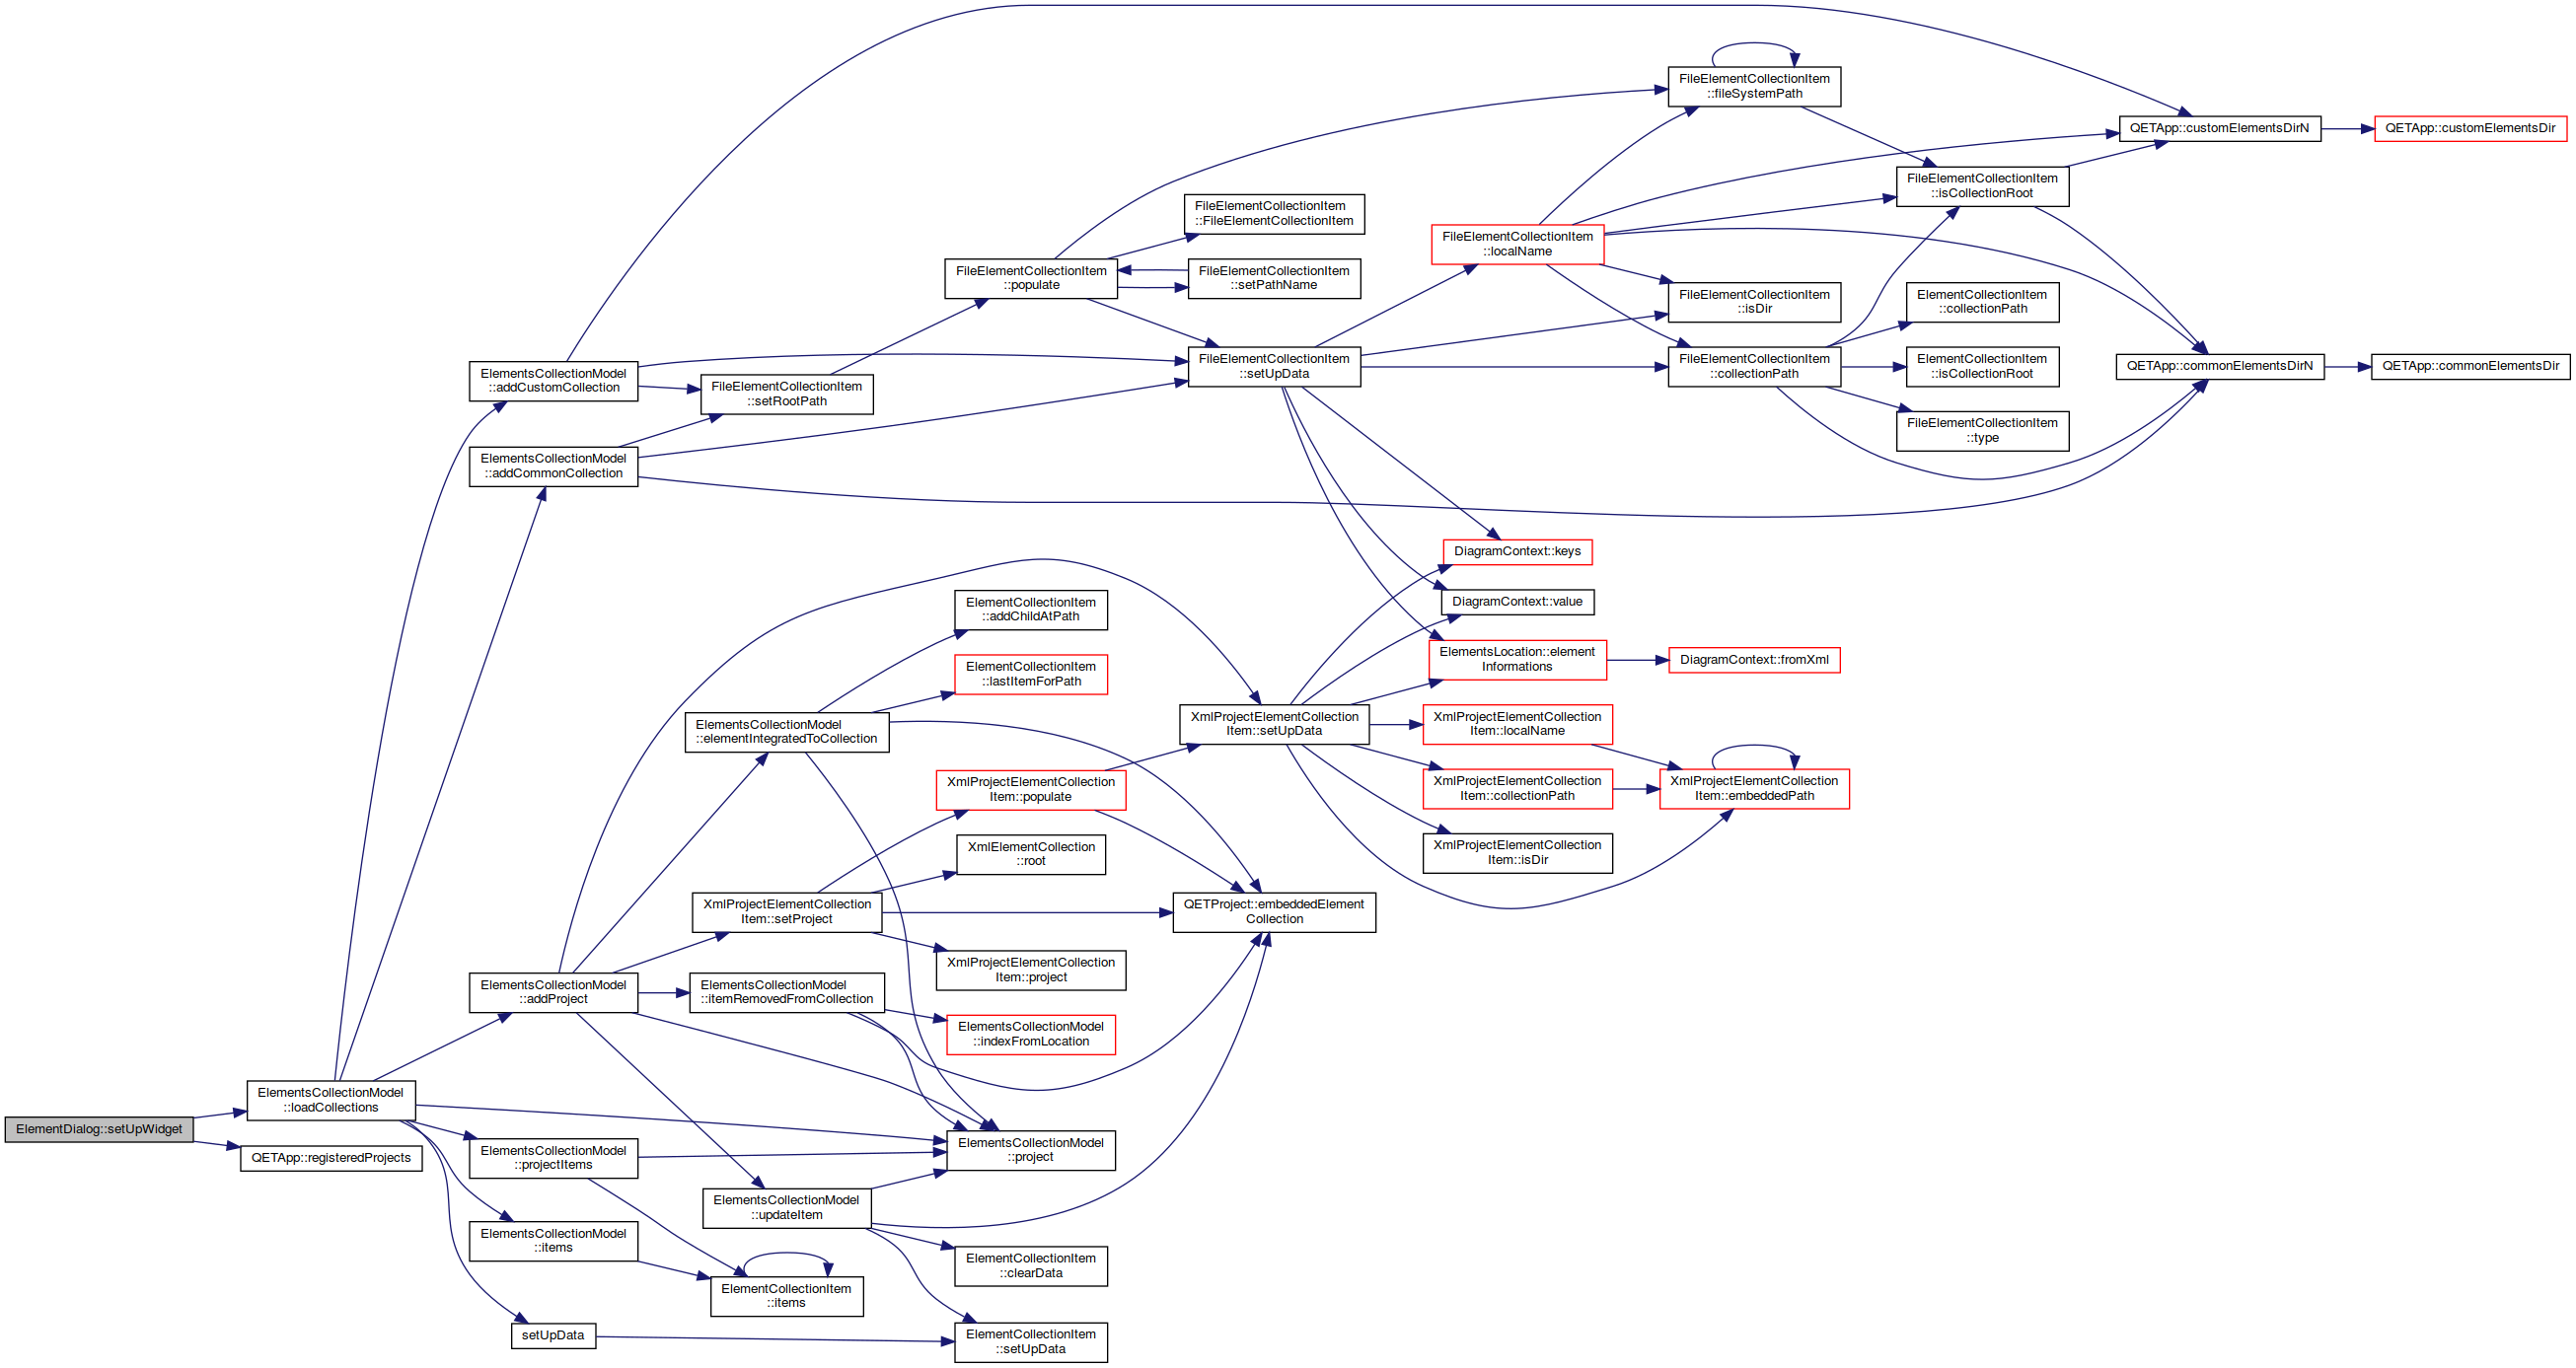 ElementDialog::setUpWidget
ElementsCollectionModel
::loadCollections
QETApp::registeredProjects
ElementsCollectionModel
::addCustomCollection
ElementsCollectionModel
::addCommonCollection
ElementsCollectionModel
::addProject
ElementsCollectionModel
::projectItems
ElementsCollectionModel
::items
setUpData
FileElementCollectionItem
::setRootPath
ElementsCollectionModel
::elementIntegratedToCollection
XmlProjectElementCollection
Item::setProject
ElementsCollectionModel
::itemRemovedFromCollection
ElementsCollectionModel
::updateItem
ElementCollectionItem
::items
FileElementCollectionItem
::populate
ElementCollectionItem
::addChildAtPath
ElementCollectionItem
::lastItemForPath
XmlProjectElementCollection
Item::populate
XmlElementCollection
::root
XmlProjectElementCollection
Item::project
ElementsCollectionModel
::indexFromLocation
ElementsCollectionModel
::project
ElementCollectionItem
::clearData
ElementCollectionItem
::setUpData
FileElementCollectionItem
::FileElementCollectionItem
FileElementCollectionItem
::setPathName
FileElementCollectionItem
::setUpData
XmlProjectElementCollection
Item::setUpData
QETProject::embeddedElement
Collection
FileElementCollectionItem
::localName
DiagramContext::keys
DiagramContext::value
ElementsLocation::element
Informations
XmlProjectElementCollection
Item::localName
XmlProjectElementCollection
Item::collectionPath
XmlProjectElementCollection
Item::isDir
FileElementCollectionItem
::fileSystemPath
FileElementCollectionItem
::isDir
FileElementCollectionItem
::collectionPath
DiagramContext::fromXml
XmlProjectElementCollection
Item::embeddedPath
FileElementCollectionItem
::isCollectionRoot
ElementCollectionItem
::collectionPath
ElementCollectionItem
::isCollectionRoot
FileElementCollectionItem
::type
QETApp::customElementsDirN
QETApp::commonElementsDirN
QETApp::customElementsDir
QETApp::commonElementsDir